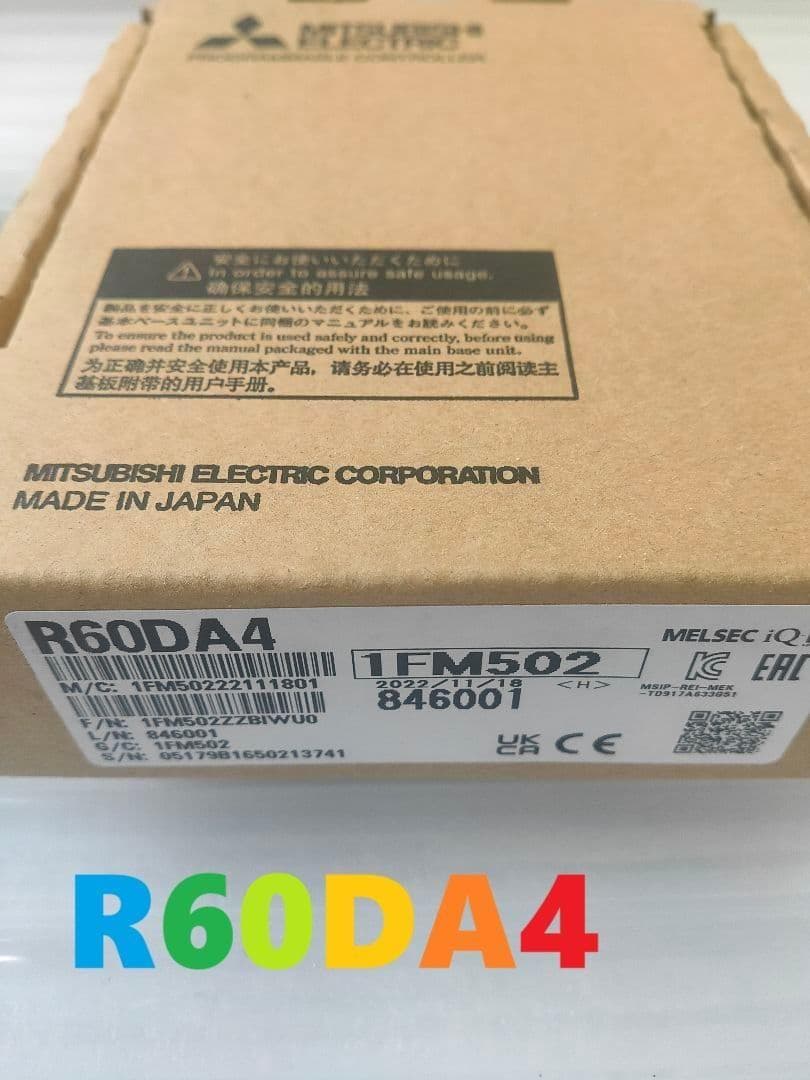 MITSUBISHI
ELECTRIC
PROGRAMMABLE CONTROLLER
安全にお使いいただくために
In order to assure safe usage.
确保安全的用法
製品を安全に正しくお使いいただくために、ご使用の前に必ず
基本ベースユニットに同梱のマニュアルをお読みください。
To ensure the product is used safely and correctly, before using
please read the manual packaged with the main base unit.
为正确并安全使用本产品，请务必在使用之前阅读主
基板附带的用户手册。
MITSUBISHI ELECTRIC CORPORATION
MADE IN JAPAN
R60DA4
MELSEC iQ-
1FM502
M/C: 1FM50222111801
2022/11/18 <H>
MSIP-REI-MEK
-TD917A633G51
846001
F/N: 1FM502ZZBIWU0
L/N: 846001
G/C: 1FM502
S/N: 05179B1650213741
UK
CA CE
EAC
R60DA4